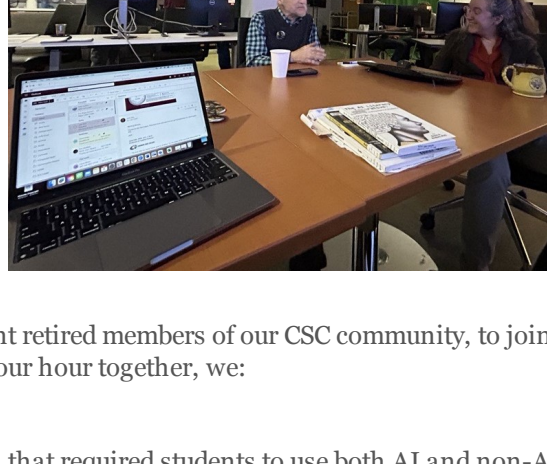 nt retired members of our CSC community, to join
our hour together, we:
that required students to use both AI and non-A